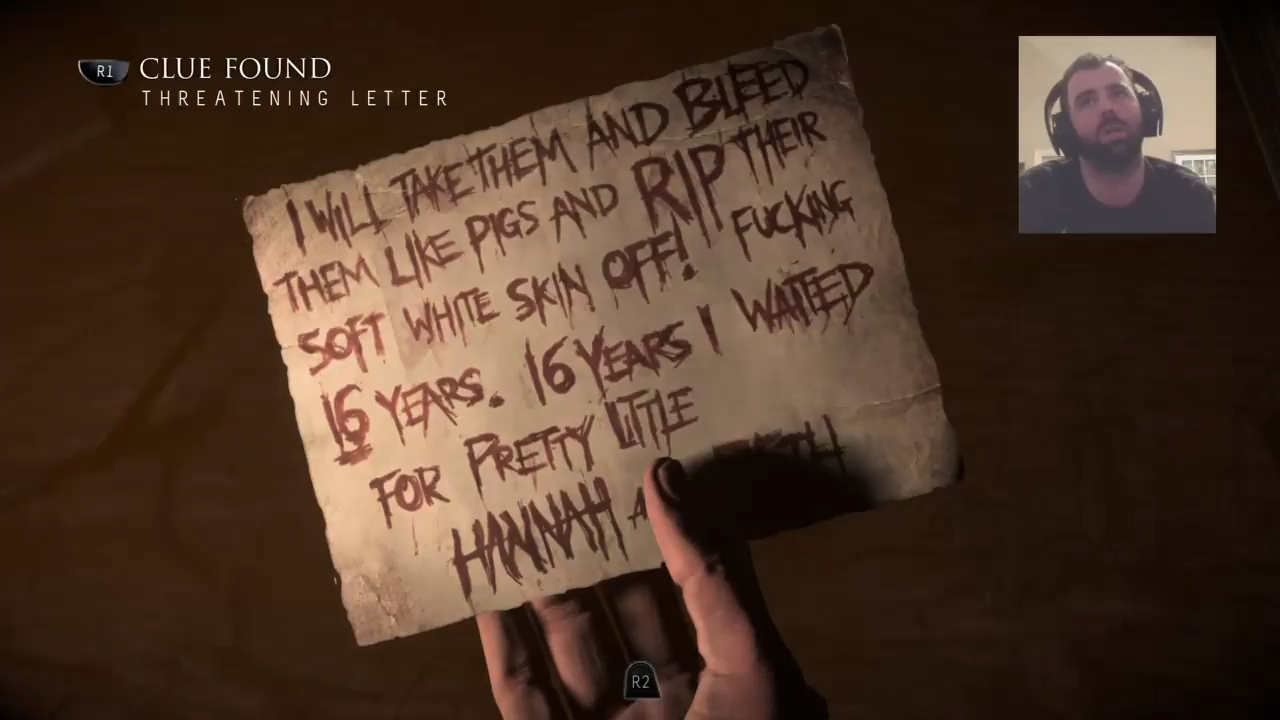 R1 CLUE FOUND
THREATENING LETTER
I WILL TAKE THEM AND BLEED
THEM LIKE PIGS AND RIP THEIR
SOFT WHITE SKIN OFF! FUCKING
16 YEARS. 16 YEARS I WAITED
FOR PRETTY LITTLE
HANNAH
R2